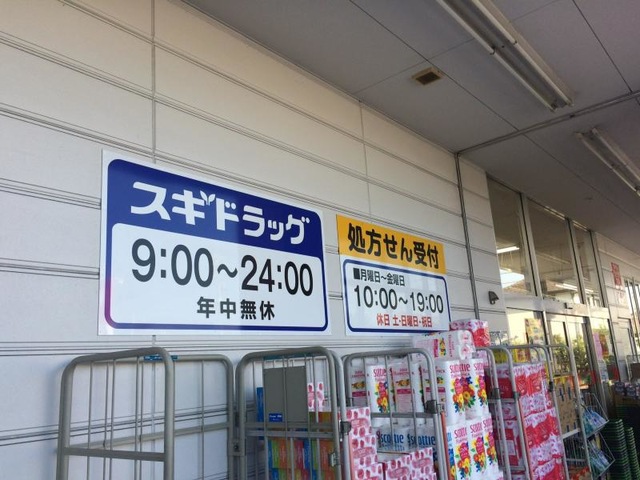 スギドラッグ
9:00～24:00
年中無休
処方せん受付
■月曜日～金曜日
10:00～19:00
休日 土・日曜日・祝日
SCOTTIE
Scottie